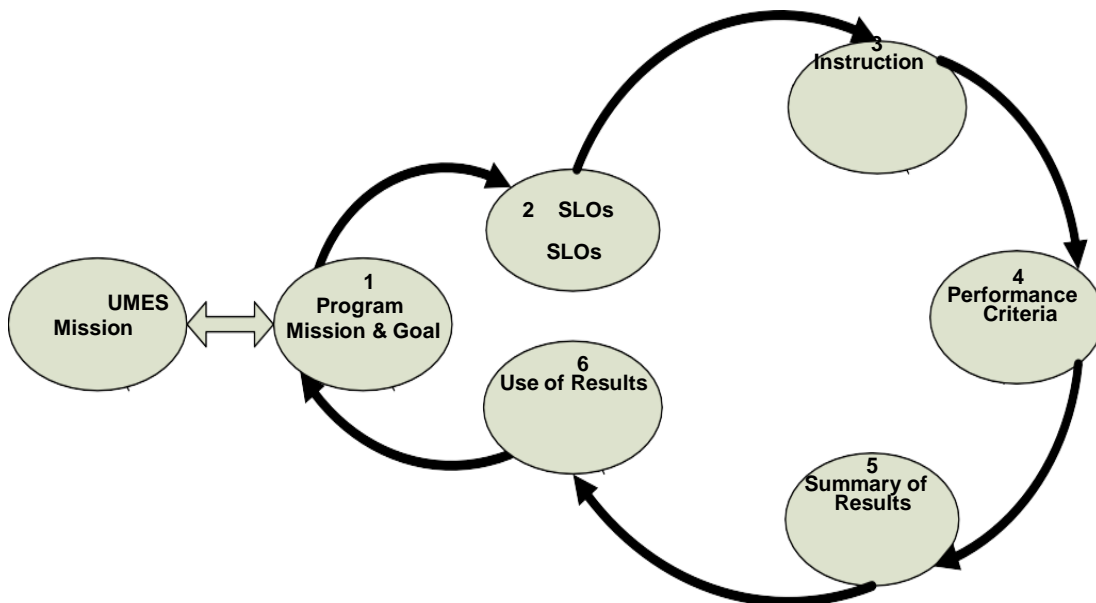 UMES
Mission
1
Program
Mission & Goal
2 SLOs
SLOs
3
Instruction
4
Performance
Criteria
5
Summary of
Results
6
Use of Results